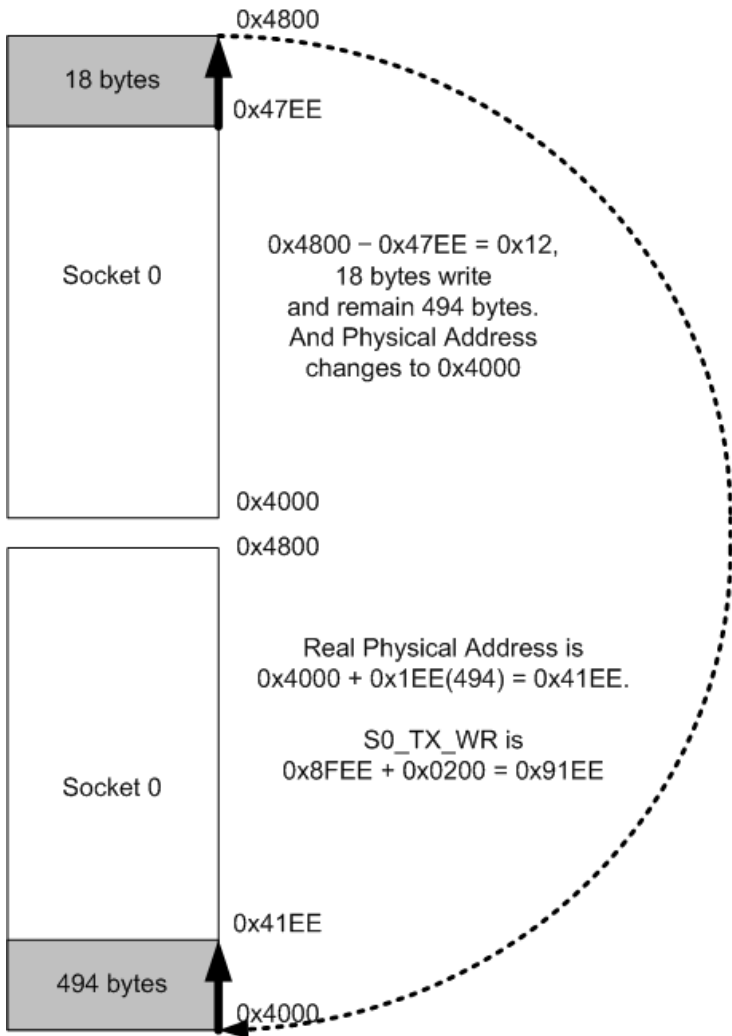 0x4800
18 bytes
0x47EE
Socket 0
0x4800 – 0x47EE = 0x12,
18 bytes write
and remain 494 bytes.
And Physical Address
changes to 0x4000
0x4000
0x4800
Real Physical Address is
0x4000 + 0x1EE(494) = 0x41EE.
S0_TX_WR is
0x8FEE + 0x0200 = 0x91EE
Socket 0
0x41EE
494 bytes
0x4000